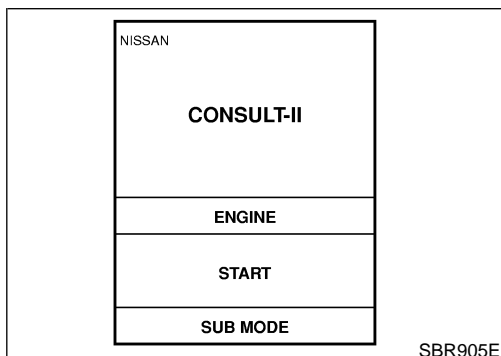 NISSAN
CONSULT-II
ENGINE
START
SUB MODE
SBR905E